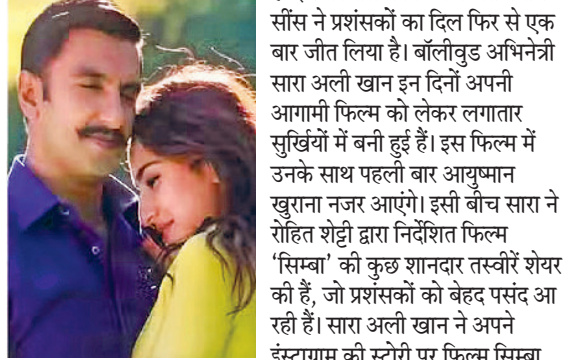 सींस ने प्रशंसकों का दिल फिर से एक
बार जीत लिया है। बॉलीवुड अभिनेत्री
सारा अली खान इन दिनों अपनी
आगामी फिल्म को लेकर लगातार
सुर्खियों में बनी हुई हैं। इस फिल्म में
उनके साथ पहली बार आयुष्मान
खुराना नजर आएंगे। इसी बीच सारा ने
रोहित शेट्टी द्वारा निर्देशित फिल्म
‘सिम्बा’ की कुछ शानदार तस्वीरें शेयर
की हैं, जो प्रशंसकों को बेहद पसंद आ
रही हैं। सारा अली खान ने अपने
इंस्टाग्राम की स्टोरी पर फिल्म सिम्बा